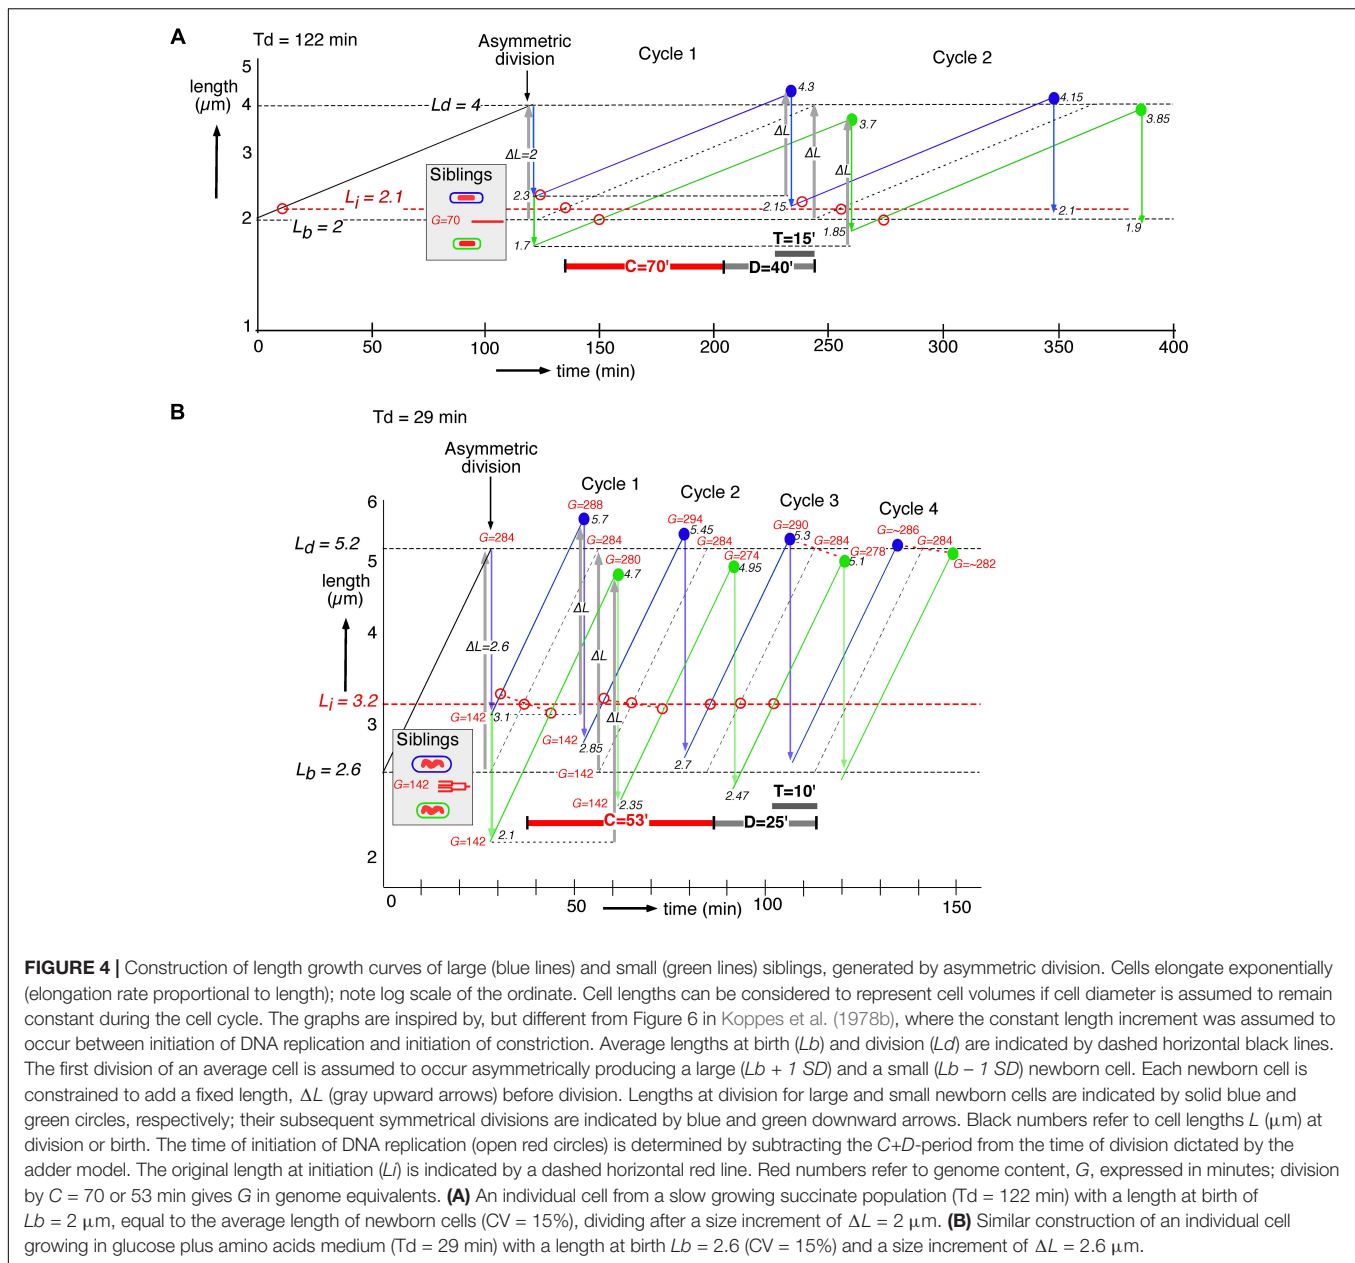 A
Td = 122 min
Asymmetric
division
Cycle 1
Cycle 2
length
(µm)
5
4
3
2
1
Ld = 4
4.3
4.15
3.7
3.85
ΔL=2
ΔL
ΔL
ΔL
Siblings
G=70
Li = 2.1
Lb = 2
2.3
2.15
2.1
1.7
1.85
1.9
T=15'
C=70'
D=40'
0
50
100
150
200
250
300
350
400
time (min)
B
Td = 29 min
Asymmetric
division
Cycle 1
Cycle 2
Cycle 3
Cycle 4
6
5
4
3
2
length
(µm)
Ld = 5.2
G=284
G=288
5.7
G=284
G=280
4.7
G=294
5.45
G=284
G=274
4.95
G=290
5.3
G=284
G=278
5.1
G=~286
G=284
G=~282
ΔL=2.6
ΔL
ΔL
ΔL
Li = 3.2
G=142
3.1
G=142
2.85
2.7
Siblings
G=142
Lb = 2.6
G=142
G=142
2.35
2.47
G=142
2.1
T=10'
C=53'
D=25'
0
50
100
150
time (min)
FIGURE 4 | Construction of length growth curves of large (blue lines) and small (green lines) siblings, generated by asymmetric division. Cells elongate exponentially
(elongation rate proportional to length); note log scale of the ordinate. Cell lengths can be considered to represent cell volumes if cell diameter is assumed to remain
constant during the cell cycle. The graphs are inspired by, but different from Figure 6 in Koppes et al. (1978b), where the constant length increment was assumed to
occur between initiation of DNA replication and initiation of constriction. Average lengths at birth (Lb) and division (Ld) are indicated by dashed horizontal black lines.
The first division of an average cell is assumed to occur asymmetrically producing a large (Lb + 1 SD) and a small (Lb – 1 SD) newborn cell. Each newborn cell is
constrained to add a fixed length, ΔL (gray upward arrows) before division. Lengths at division for large and small newborn cells are indicated by solid blue and
green circles, respectively; their subsequent symmetrical divisions are indicated by blue and green downward arrows. Black numbers refer to cell lengths L (µm) at
division or birth. The time of initiation of DNA replication (open red circles) is determined by subtracting the C+D-period from the time of division dictated by the
adder model. The original length at initiation (Li) is indicated by a dashed horizontal red line. Red numbers refer to genome content, G, expressed in minutes; division
by C = 70 or 53 min gives G in genome equivalents. (A) An individual cell from a slow growing succinate population (Td = 122 min) with a length at birth of
Lb = 2 µm, equal to the average length of newborn cells (CV = 15%), dividing after a size increment of ΔL = 2 µm. (B) Similar construction of an individual cell
growing in glucose plus amino acids medium (Td = 29 min) with a length at birth Lb = 2.6 (CV = 15%) and a size increment of ΔL = 2.6 µm.